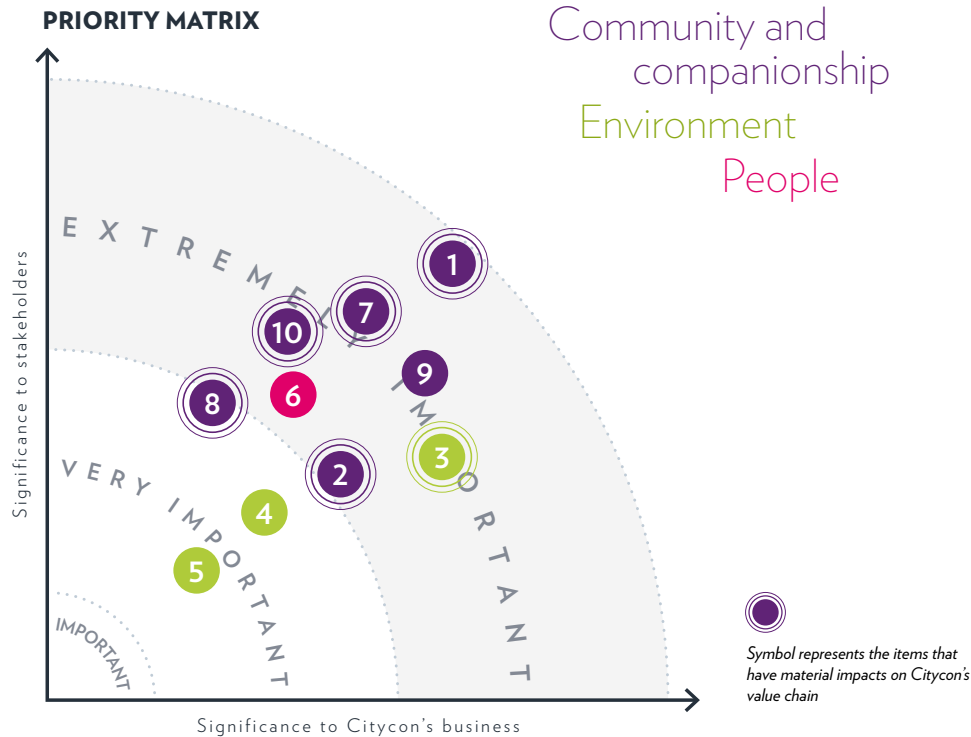 PRIORITY MATRIX
Community and
companionship
Environment
People
Significance to stakeholders
EXTREMELY IMPORTANT
1
7
10
9
6
8
3
2
4
VERY IMPORTANT
5
IMPORTANT
Symbol represents the items that
have material impacts on Citycon's
value chain
Significance to Citycon's business